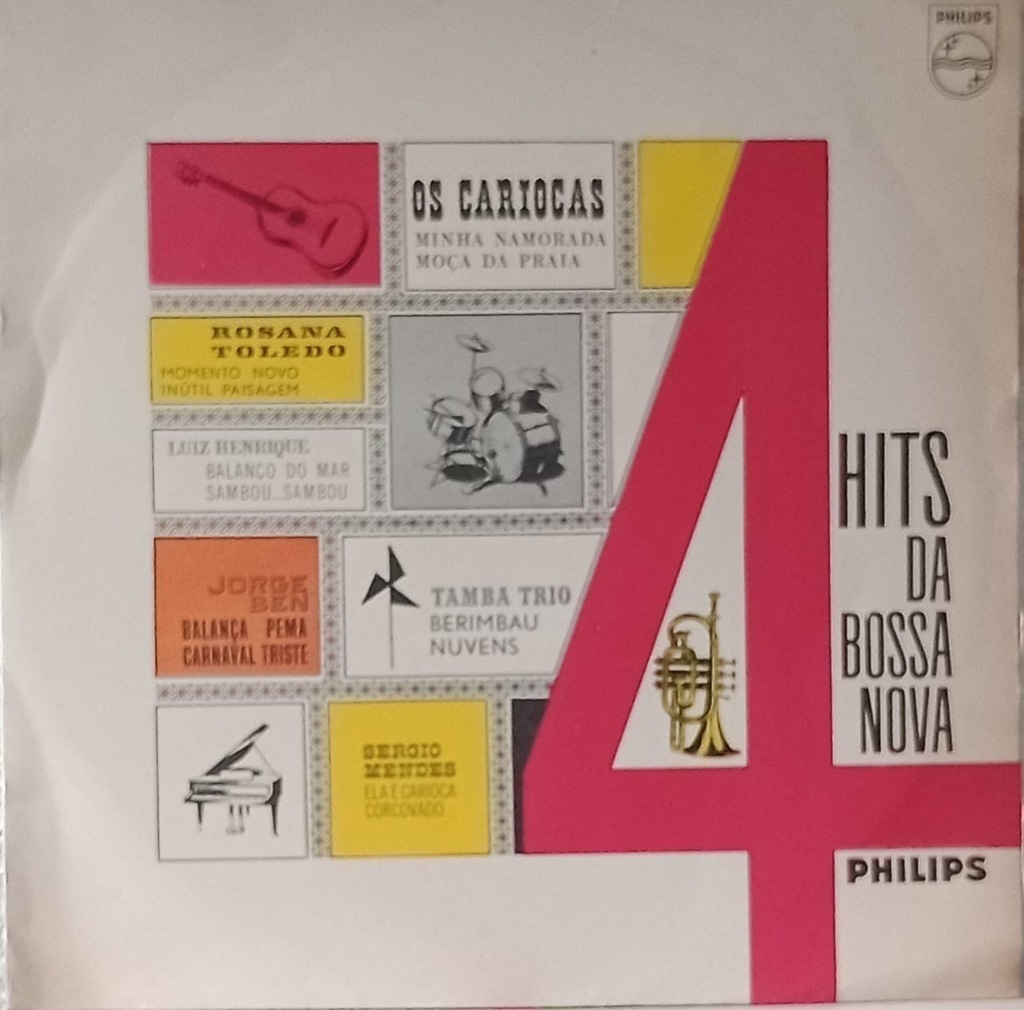 PHILIPS
OS CARIOCAS
MINHA NAMORADA
MOÇA DA PRAIA
ROSANA
TOLEDO
MOMENTO NOVO
INÚTIL PAISAGEM
LUIZ HENRIQUE
BALANÇO DO MAR
SAMBOU...SAMBOU
JORGE
BEN
BALANÇA PEMA
CARNAVAL TRISTE
TAMBA TRIO
BERIMBAU
NUVENS
SERGIO
MENDES
ELA É CARIOCA
CORCOVADO
4
HITS
DA
BOSSA
NOVA
PHILIPS